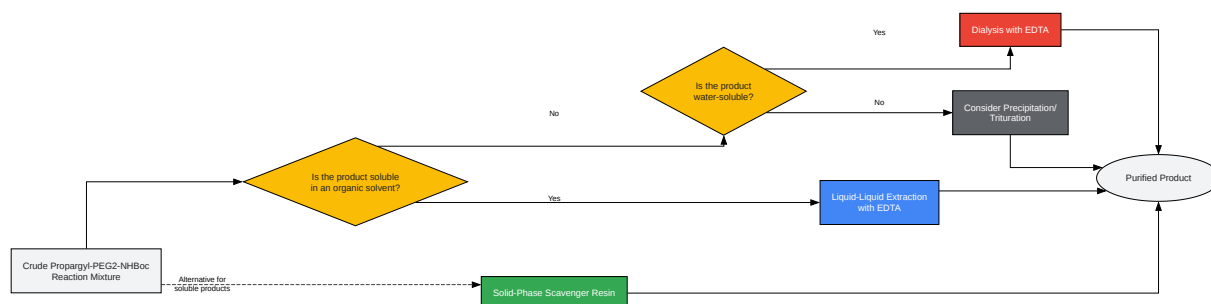 Crude Propargyl-PEG2-NHBoc
Reaction Mixture
Alternative for
soluble products
Is the product soluble
in an organic solvent?
No
Yes
Is the product
water-soluble?
Yes
No
Dialysis with EDTA
Consider Precipitation/
Trituration
Liquid-Liquid Extraction
with EDTA
Solid-Phase Scavenger Resin
Purified Product